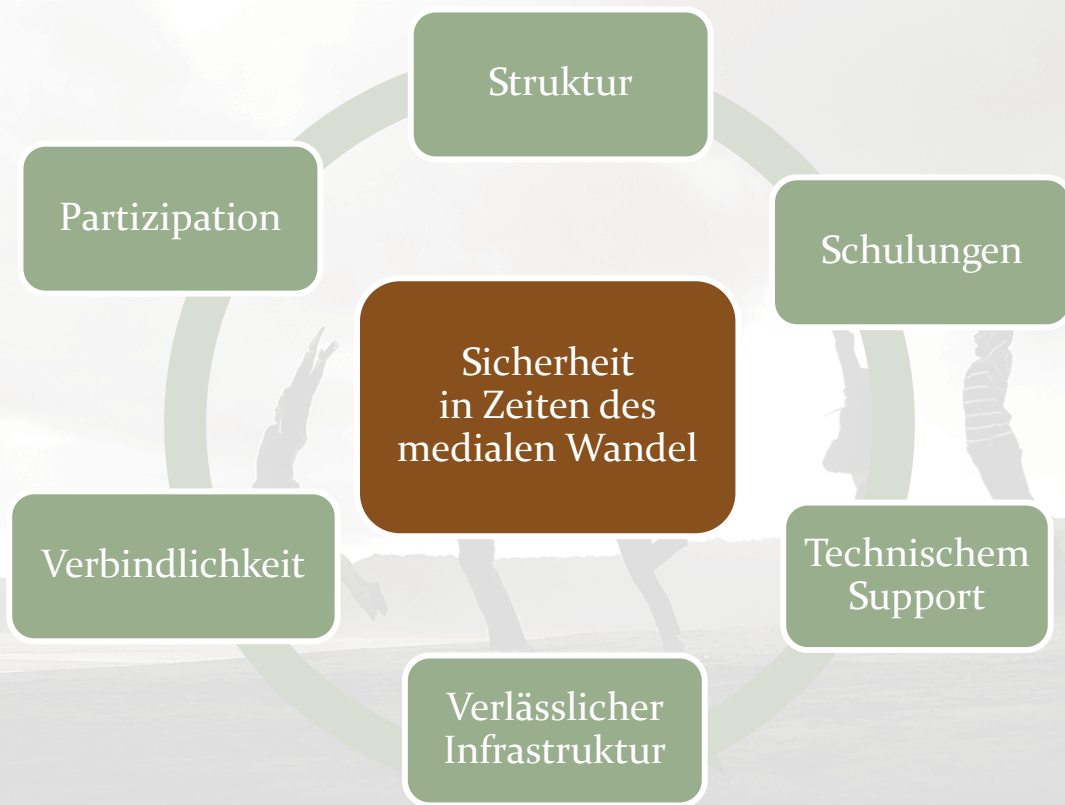 Struktur
Partizipation
Schulungen
Sicherheit
in Zeiten des
medialen Wandel
Verbindlichkeit
Technischem
Support
Verlässlicher
Infrastruktur